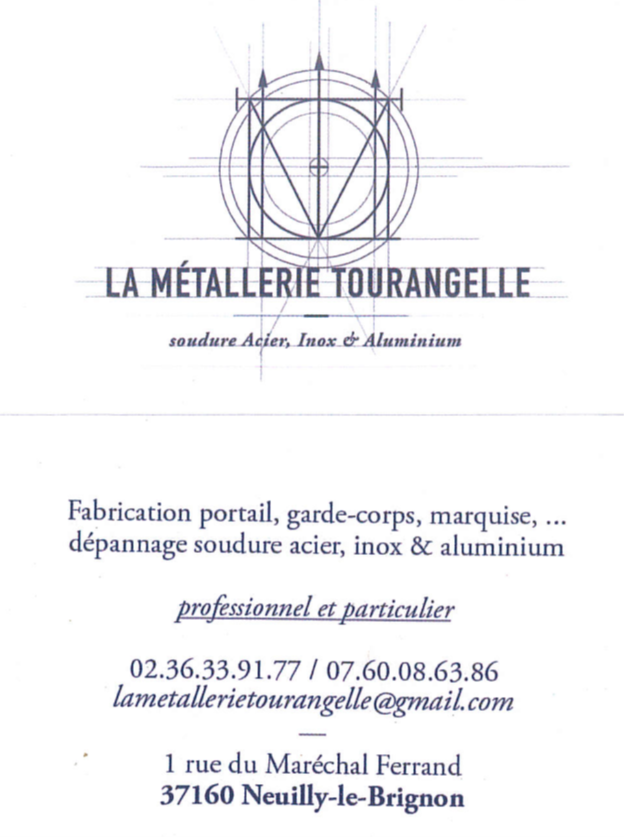 LA MÉTALLERIE TOURANGELLE
soudure Acier, Inox & Aluminium
Fabrication portail, garde-corps, marquise, ...
dépannage soudure acier, inox & aluminium
professionnel et particulier
02.36.33.91.77 / 07.60.08.63.86
lametallerietourangelle@gmail.com
1 rue du Maréchal Ferrand
37160 Neuilly-le-Brignon